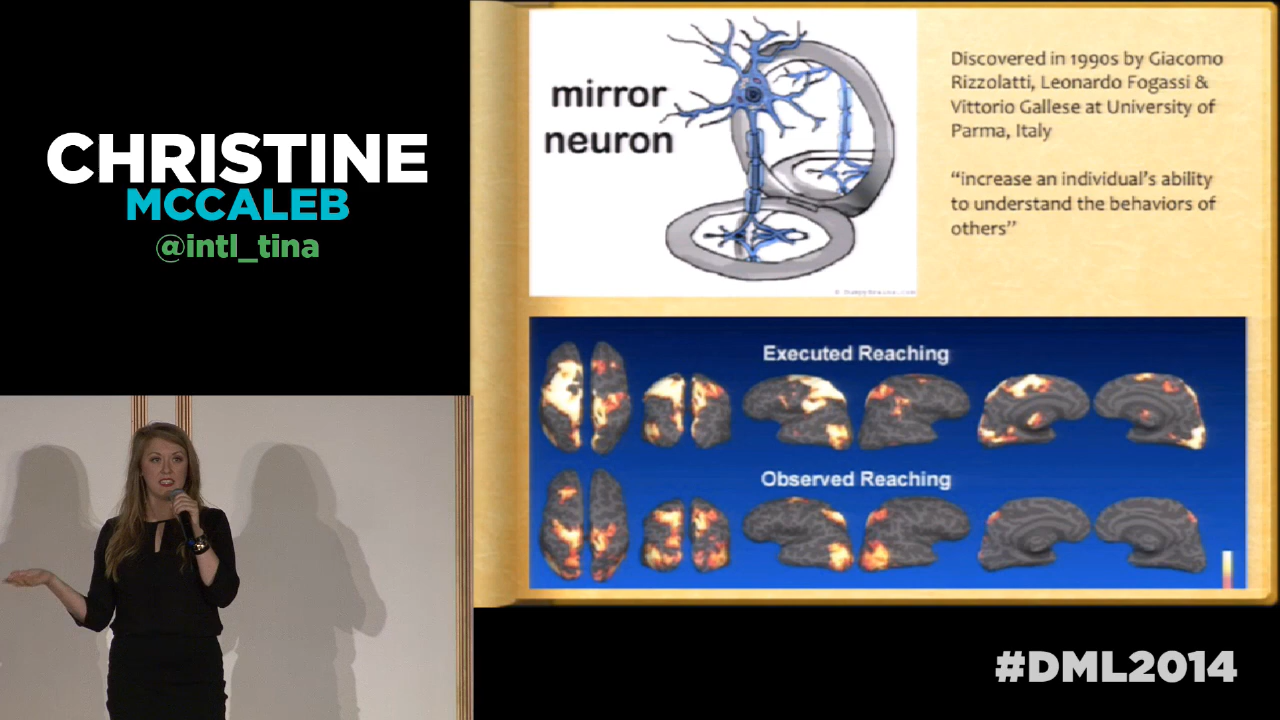 CHRISTINE
MCCALEB
@intl_tina
mirror
neuron
Discovered in 1990s by Giacomo
Rizzolatti, Leonardo Fogassi &
Vittorio Gallese at University of
Parma, Italy
“increase an individual’s ability
to understand the behaviors of
others”
Executed Reaching
Observed Reaching
#DML2014